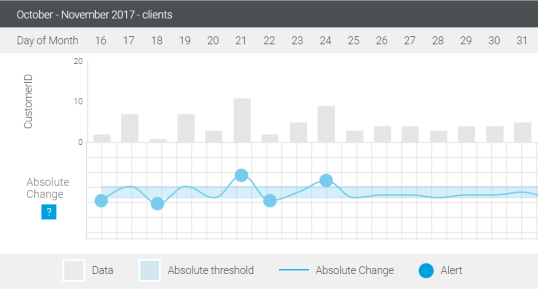 October - November 2017 - clients
Day of Month 16 17 18 19 20 21 22 23 24 25 26 27 28 29 30 31
CustomerID
20
10
0
Absolute
Change
?
Data Absolute threshold Absolute Change Alert